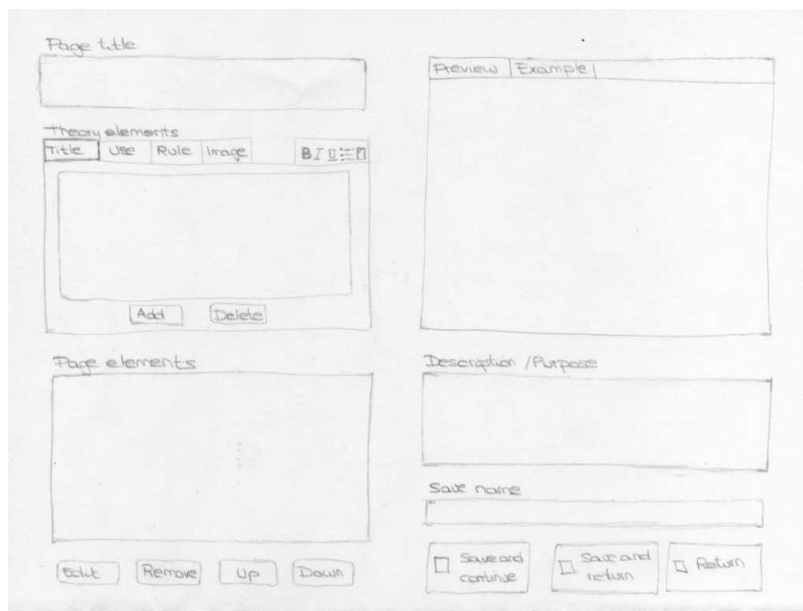 Page title
Theory elements
Title Use Rule Image B I U
Add Delete
Page elements
Edit Remove Up Down
Preview Example
Description / Purpose
Save name
Save and
continue
Save and
return
Return